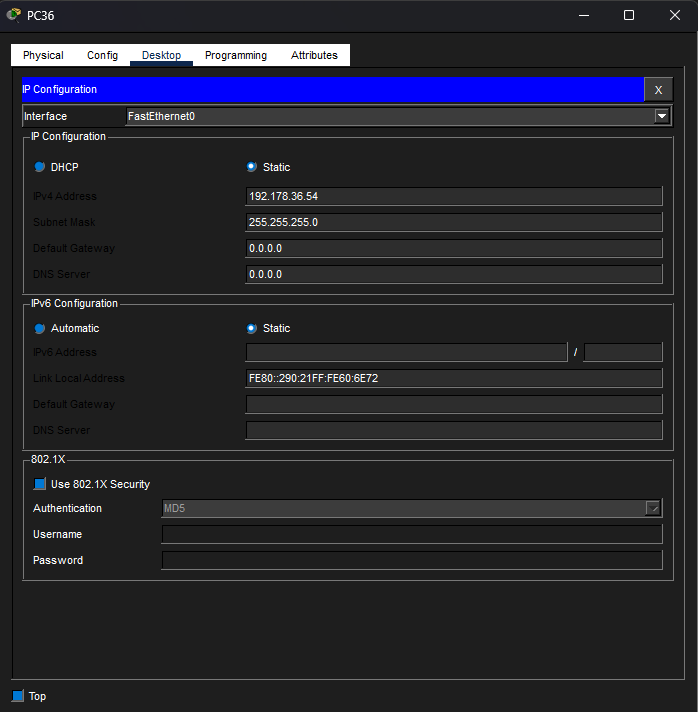 PC36
Physical Config Desktop Programming Attributes
IP Configuration X
Interface FastEthernet0
IP Configuration
DHCP Static
IPv4 Address 192.178.36.54
Subnet Mask 255.255.255.0
Default Gateway 0.0.0.0
DNS Server 0.0.0.0
IPv6 Configuration
Automatic Static
IPv6 Address /
Link Local Address FE80::290:21FF:FE60:6E72
Default Gateway
DNS Server
802.1X
Use 802.1X Security
Authentication MD5
Username
Password
Top